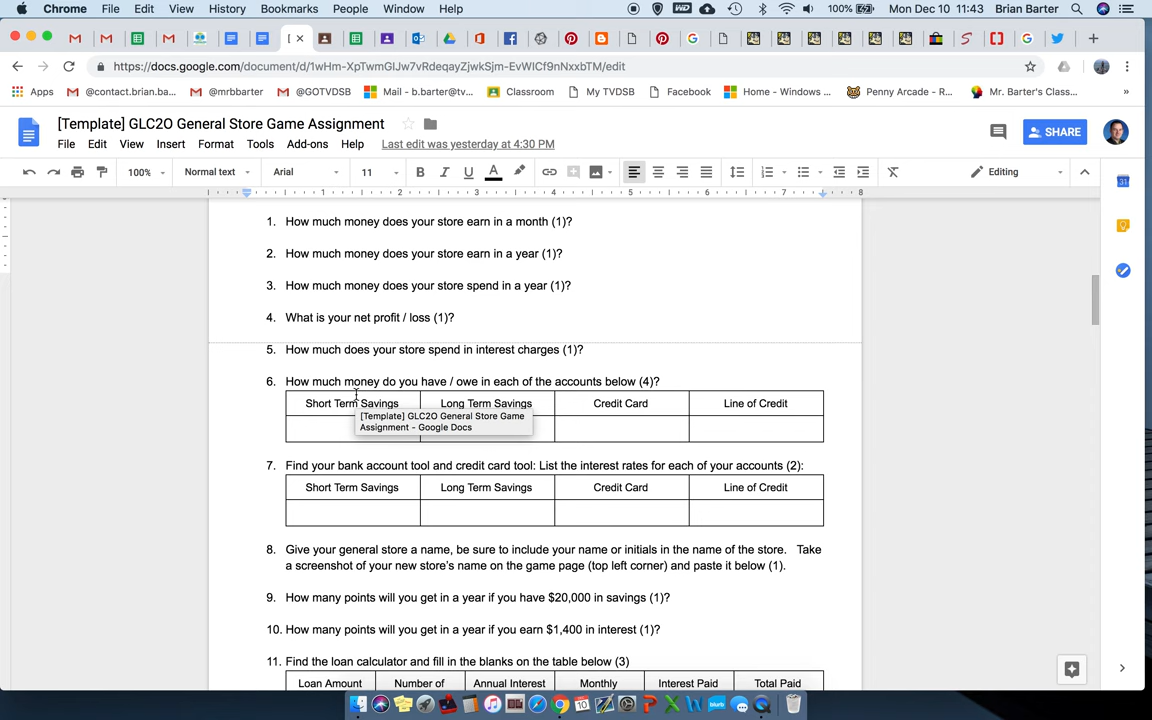 Chrome File Edit View History Bookmarks People Window Help WD 100% Mon Dec 10 11:43 Brian Barter
https://docs.google.com/document/d/1wHm-XpTwmGlJw7vRdeqayZjwkSjm-EvWICf9nNxxbTM/edit
Apps @contact.brian.ba... @mrbbarter @GOTVDSB Mail - b.barter@tv... Classroom My TVDSB Facebook Home - Windows ... Penny Arcade - R... Mr. Barter's Class... »
[Template] GLC2O General Store Game Assignment
SHARE
File Edit View Insert Format Tools Add-ons Help Last edit was yesterday at 4:30 PM
100% Normal text Arial 11 B I U A Editing
1 2 3 4 5 6 7 8
1. How much money does your store earn in a month (1)?
2. How much money does your store earn in a year (1)?
3. How much money does your store spend in a year (1)?
4. What is your net profit / loss (1)?
5. How much does your store spend in interest charges (1)?
6. How much money do you have / owe in each of the accounts below (4)?
Short Term Savings Long Term Savings Credit Card Line of Credit
[Template] GLC2O General Store Game
Assignment - Google Docs
7. Find your bank account tool and credit card tool: List the interest rates for each of your accounts (2):
Short Term Savings Long Term Savings Credit Card Line of Credit
8. Give your general store a name, be sure to include your name or initials in the name of the store. Take
a screenshot of your new store's name on the game page (top left corner) and paste it below (1).
9. How many points will you get in a year if you have $20,000 in savings (1)?
10. How many points will you get in a year if you earn $1,400 in interest (1)?
11. Find the loan calculator and fill in the blanks on the table below (3)
Loan Amount Number of Annual Interest Monthly Interest Paid Total Paid